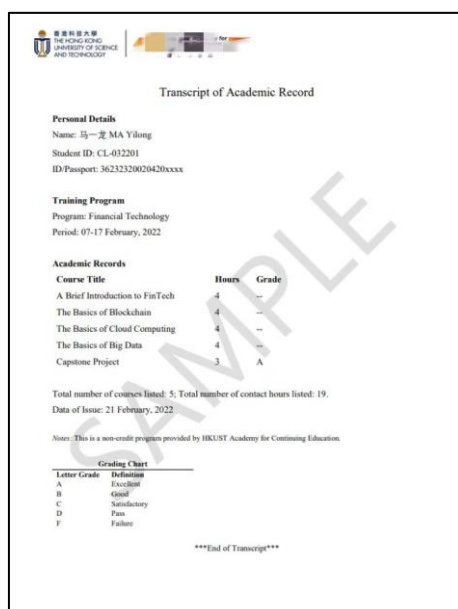 香港科技大學
THE HONG KONG
UNIVERSITY OF SCIENCE
AND TECHNOLOGY
for
Transcript of Academic Record
Personal Details
Name: 马一龙 MA Yilong
Student ID: CL-032201
ID/Passport: 36232320020420xxxx
Training Program
Program: Financial Technology
Period: 07-17 February, 2022
Academic Records
Course Title Hours Grade
A Brief Introduction to FinTech 4 --
The Basics of Blockchain 4 --
The Basics of Cloud Computing 4 --
The Basics of Big Data 4 --
Capstone Project 3 A
Total number of courses listed: 5; Total number of contact hours listed: 19.
Data of Issue: 21 February, 2022
Notes: This is a non-credit program provided by HKUST Academy for Continuing Education.
Grading Chart
Letter Grade Definition
A Excellent
B Good
C Satisfactory
D Pass
F Failure
***End of Transcript***
SAMPLE